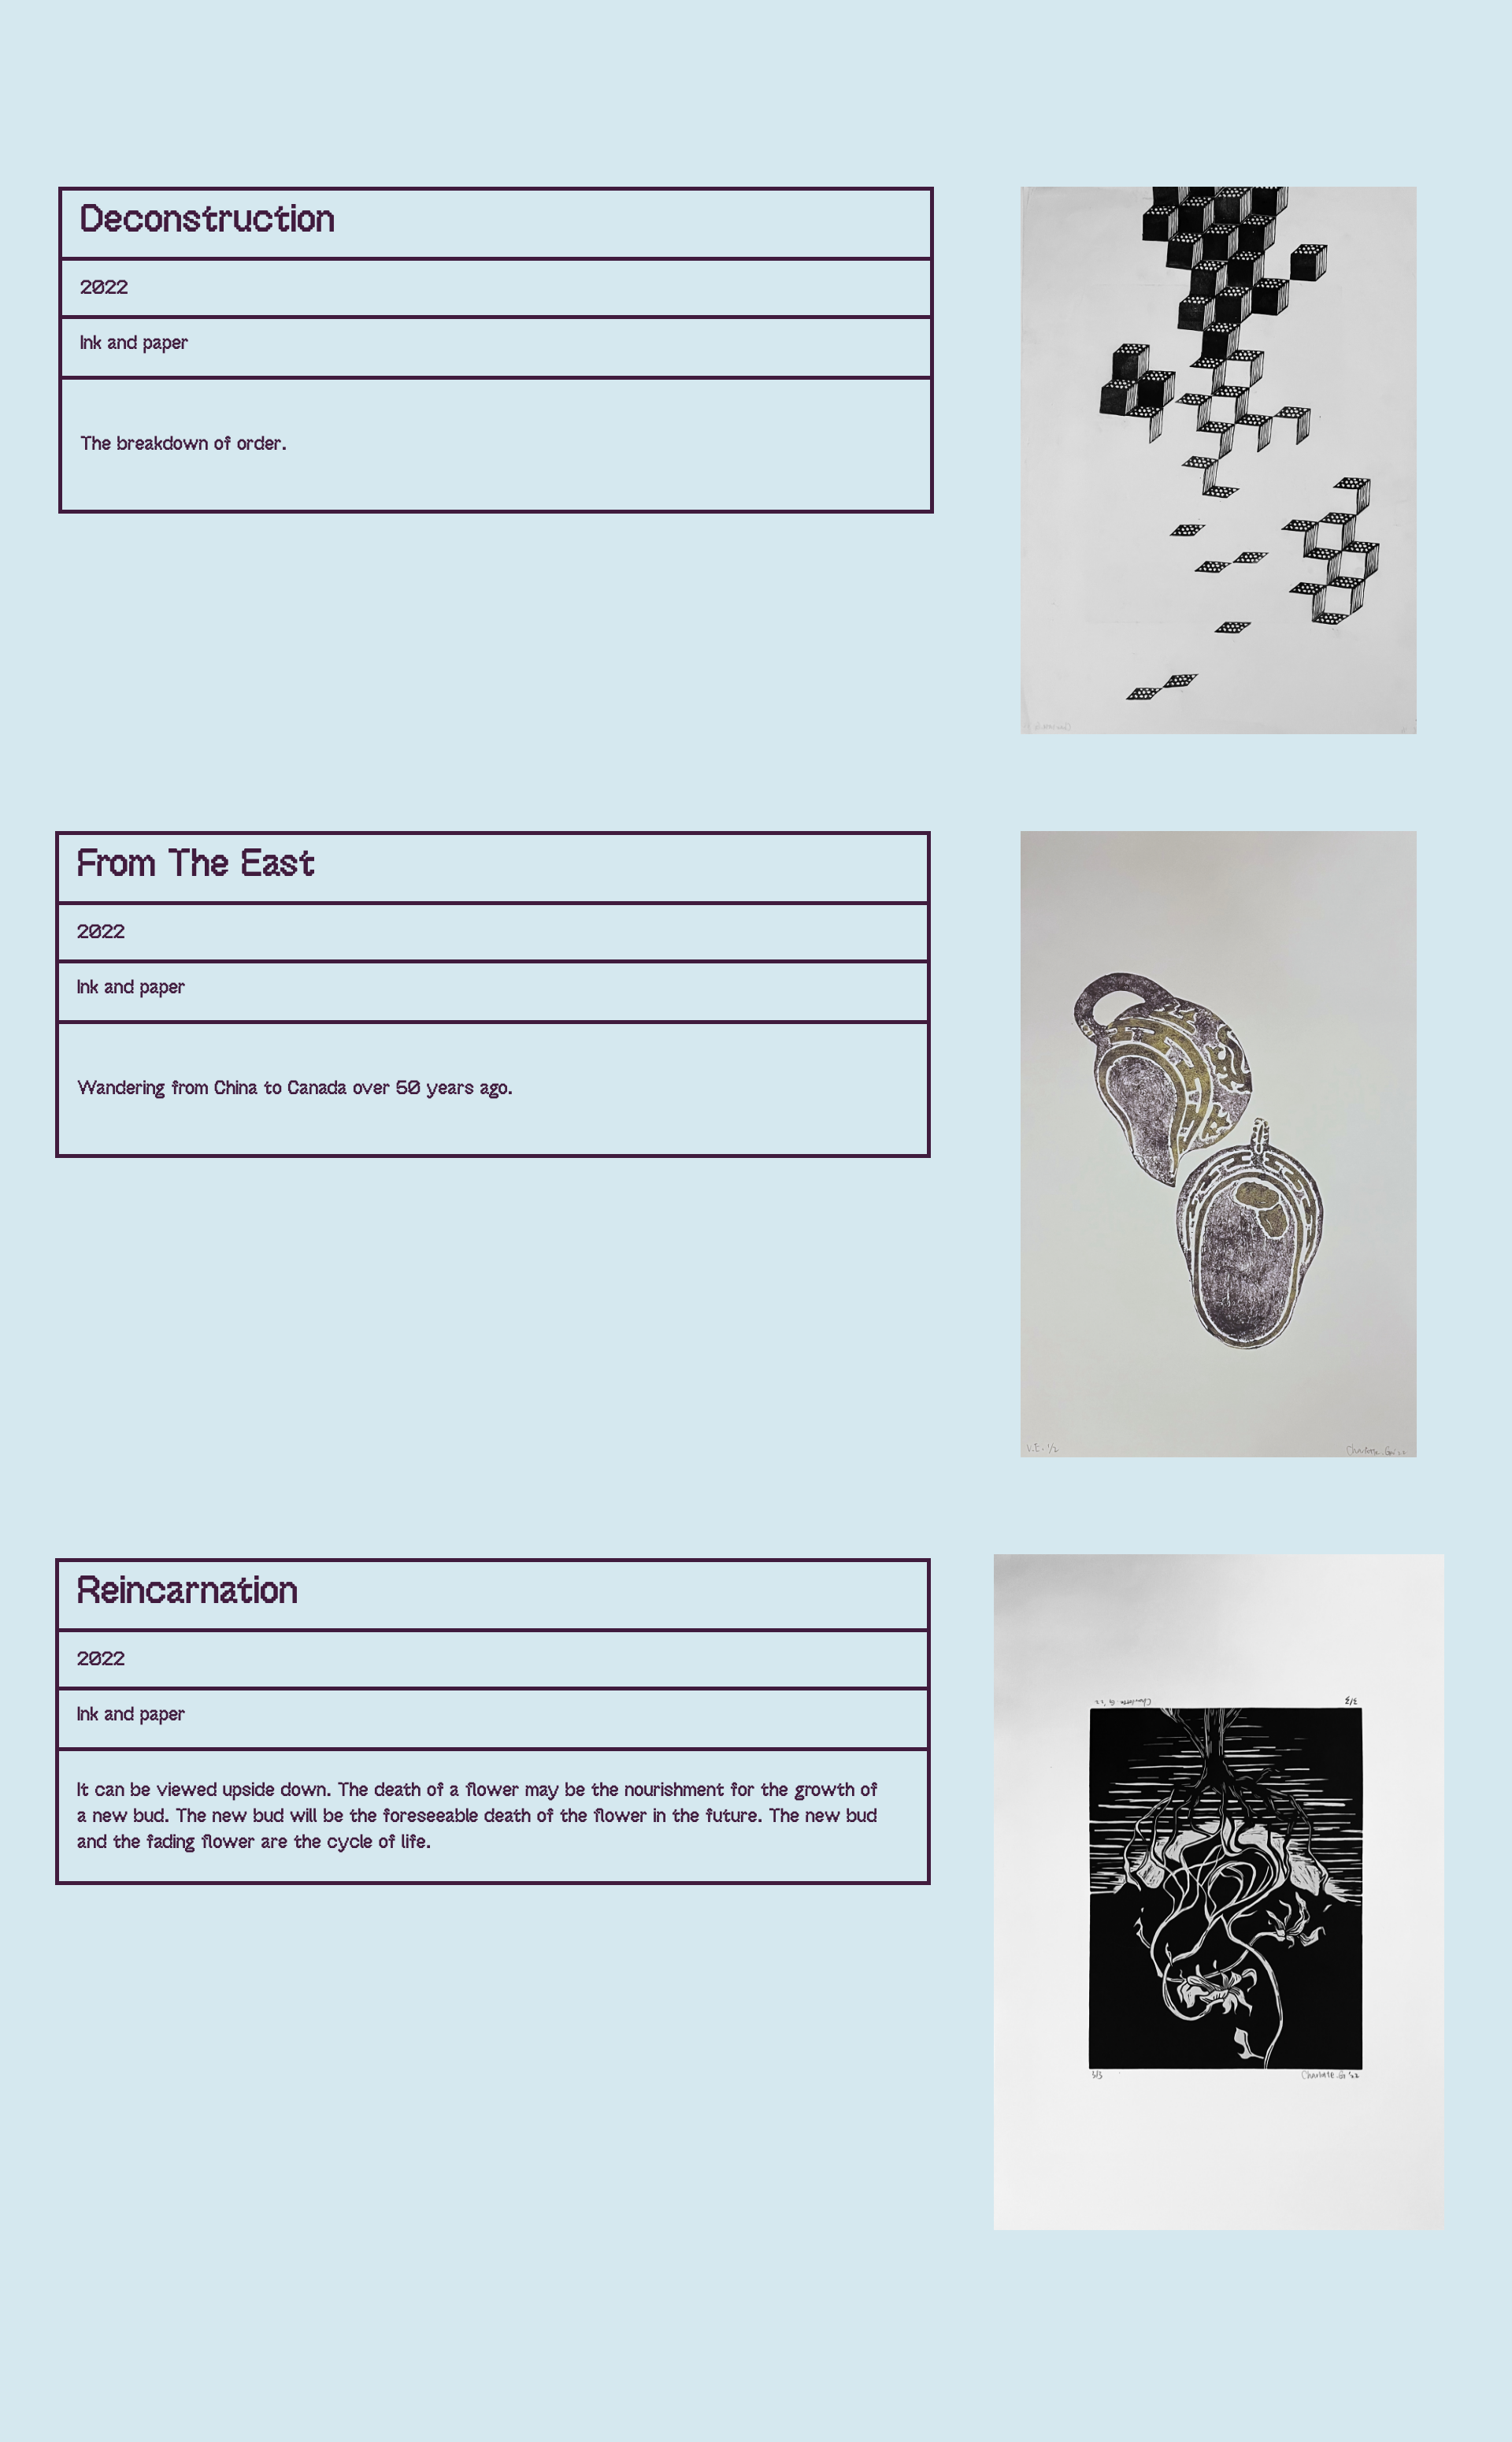 Deconstruction
2022
Ink and paper
The breakdown of order.
From The East
2022
Ink and paper
Wandering from China to Canada over 50 years ago.
V.E. 1/2
Reincarnation
2022
Ink and paper
It can be viewed upside down. The death of a flower may be the nourishment for the growth of
a new bud. The new bud will be the foreseeable death of the flower in the future. The new bud
and the fading flower are the cycle of life.
Charlotte. G '22
3/3
3/3
Charlotte. G '22